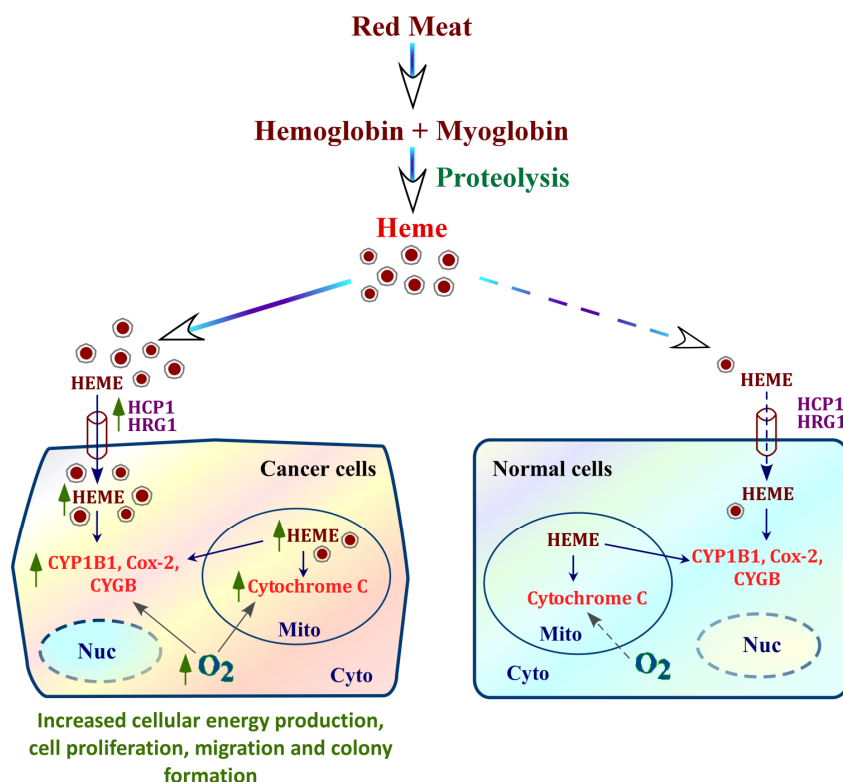 Red Meat
Hemoglobin + Myoglobin
Proteolysis
Heme
HEME
HCP1
HRG1
Cancer cells
HEME
HEME
CYP1B1, Cox-2,
CYGB
Cytochrome C
Mito
Nuc
O2
Cyto
Increased cellular energy production,
cell proliferation, migration and colony
formation
HEME
HCP1
HRG1
Normal cells
HEME
HEME
CYP1B1, Cox-2,
CYGB
Cytochrome C
Mito
Nuc
O2
Cyto